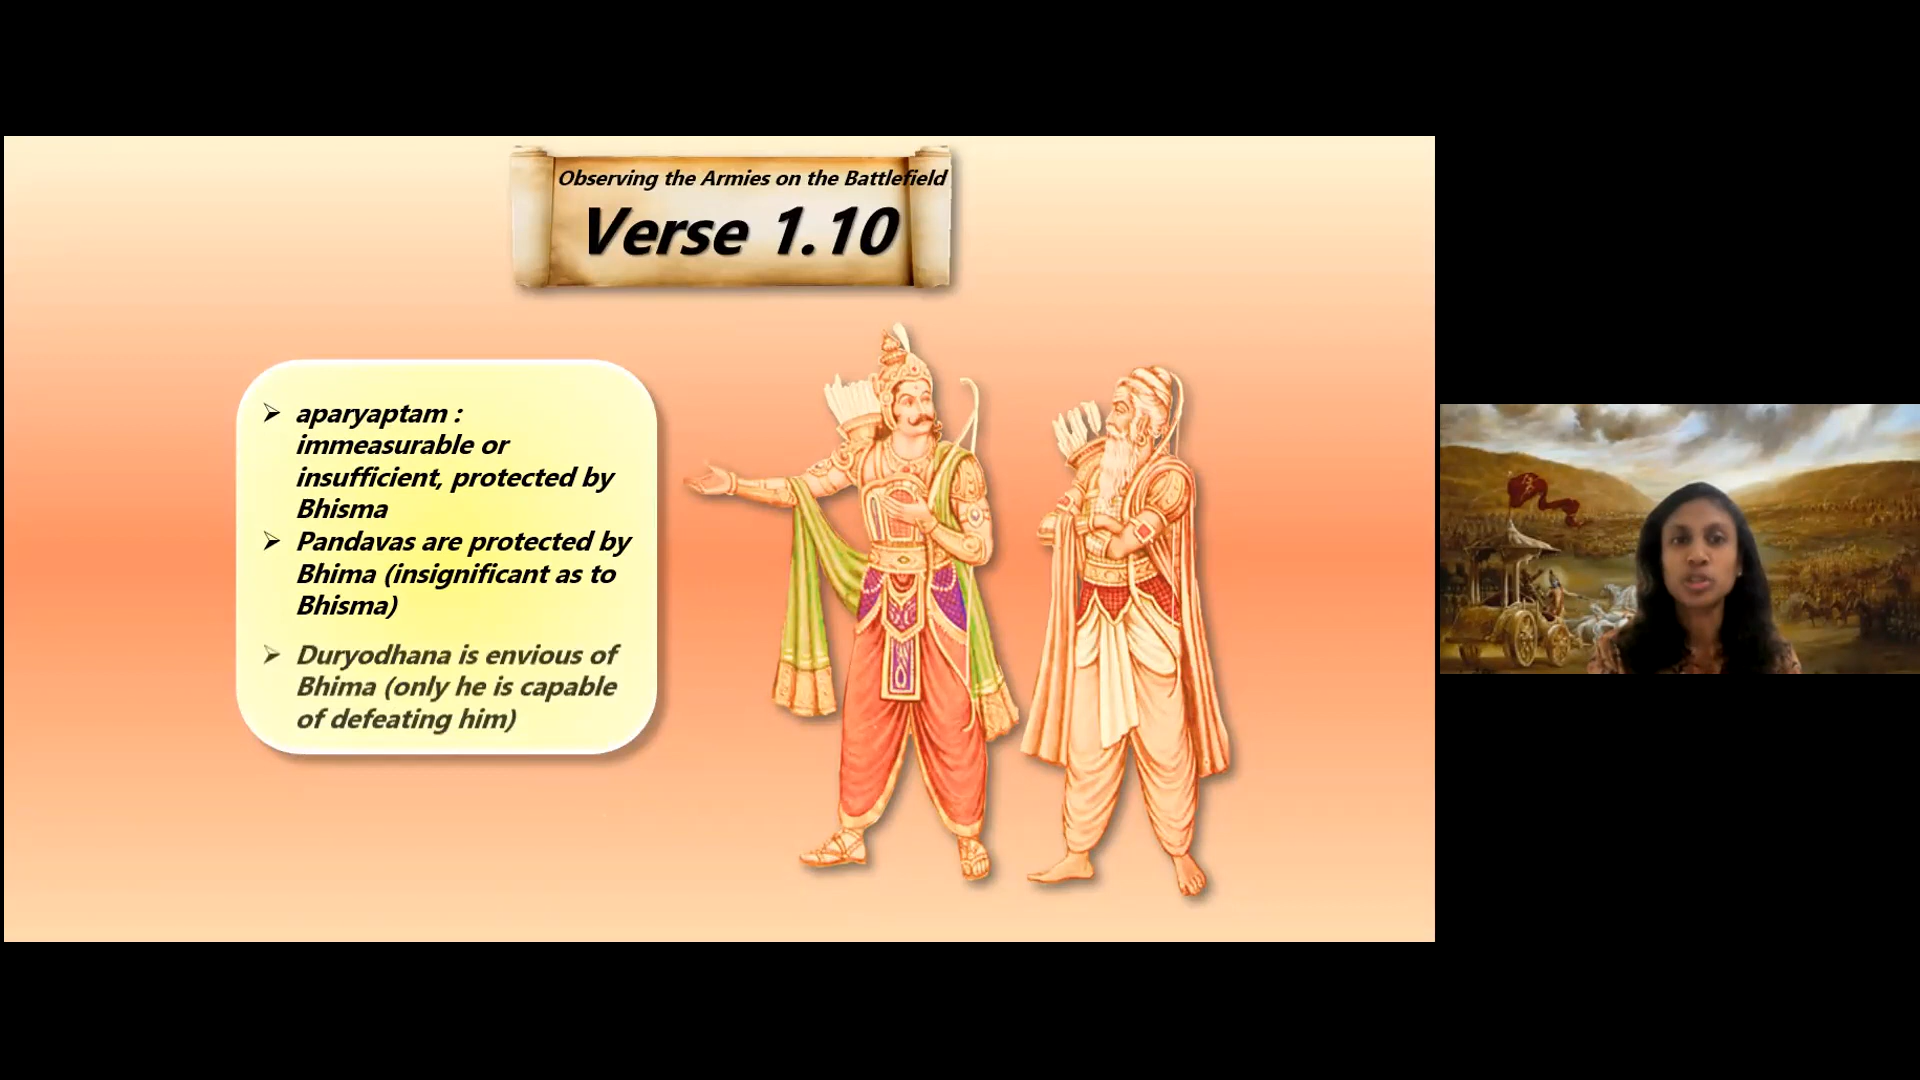 Observing the Armies on the Battlefield
Verse 1.10
➢ aparyaptam :
immeasurable or
insufficient, protected by
Bhisma
➢ Pandavas are protected by
Bhima (insignificant as to
Bhisma)
➢ Duryodhana is envious of
Bhima (only he is capable
of defeating him)